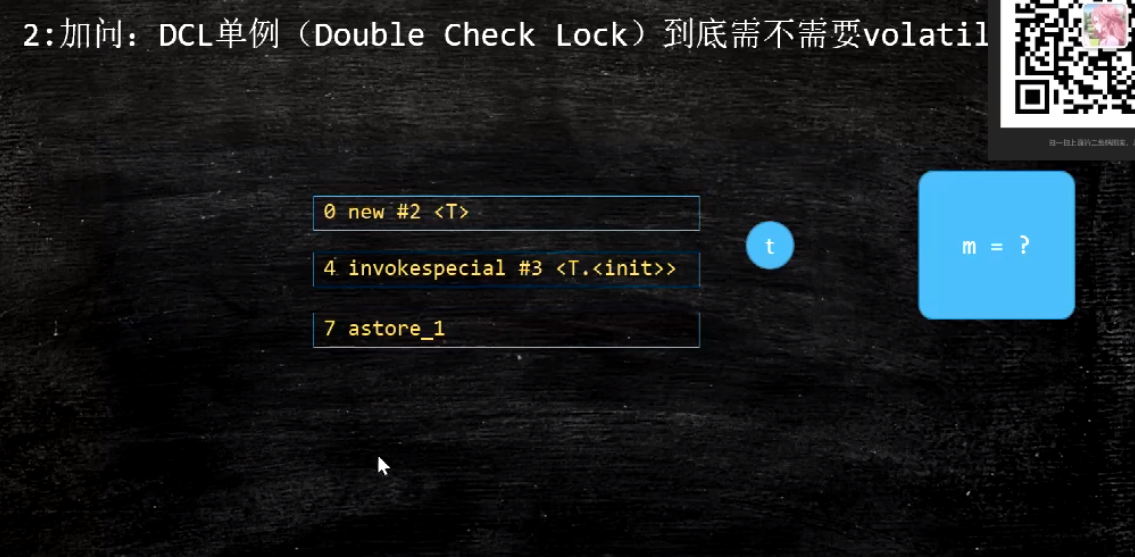 2:加问：DCL单例（Double Check Lock）到底需不需要volatil
0 new #2 <T>
t
m = ?
4 invokespecial #3 <T.<init>>
7 astore_1